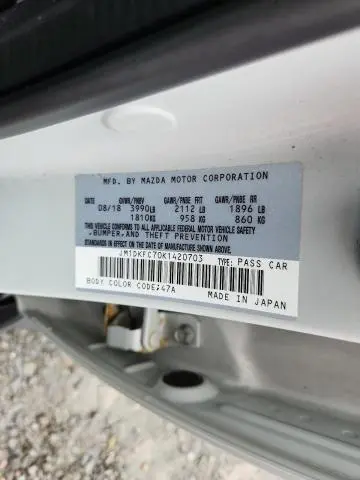 MFD. BY MAZDA MOTOR CORPORATION
DATE GVWR/PNBV GAWR/PNBE FRT GAWR/PNBE RR
08/18 3990LB 2112 LB 1896 LB
1810KG 958 KG 860 KG
THIS VEHICLE CONFORMS TO ALL APPLICABLE FEDERAL MOTOR VEHICLE SAFETY,
BUMPER, AND THEFT PREVENTION
STANDARDS IN EFFECT ON THE DATE OF MANUFACTURE SHOWN ABOVE.
JM1DKFC70K1420703 TYPE: PASS CAR
BODY COLOR CODE:47A MADE IN JAPAN